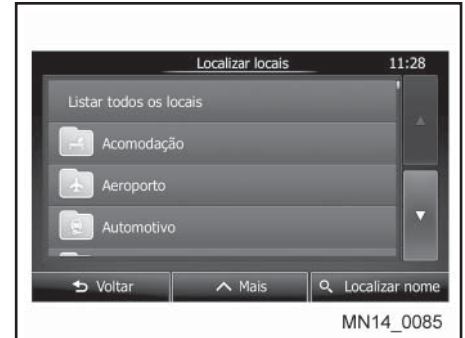 Localizar locais 11:28
Listar todos os locais
Acomodação
Aeroporto
Automotivo
Voltar Mais Localizar nome
MN14_0085